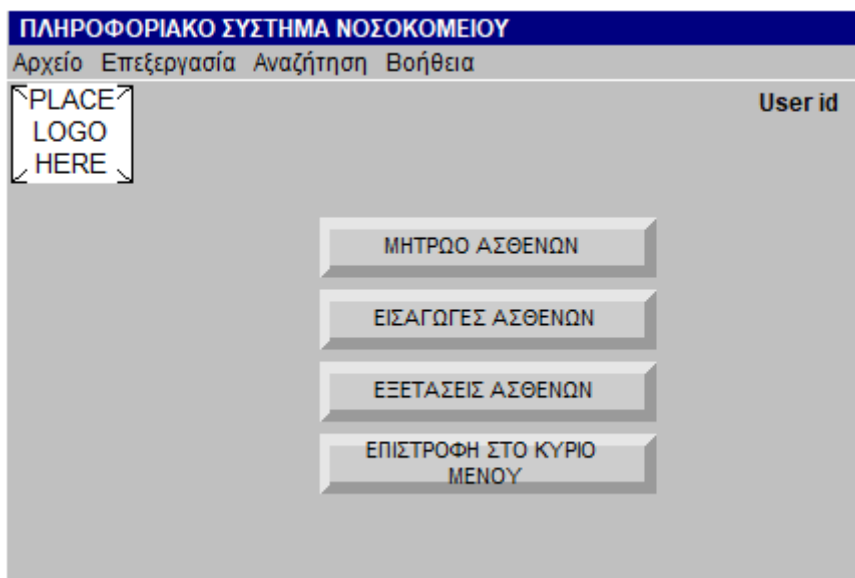 ΠΛΗΡΟΦΟΡΙΑΚΟ ΣΥΣΤΗΜΑ ΝΟΣΟΚΟΜΕΙΟΥ
Αρχείο Επεξεργασία Αναζήτηση Βοήθεια
PLACE
LOGO
HERE
User id
ΜΗΤΡΩΟ ΑΣΘΕΝΩΝ
ΕΙΣΑΓΩΓΕΣ ΑΣΘΕΝΩΝ
ΕΞΕΤΑΣΕΙΣ ΑΣΘΕΝΩΝ
ΕΠΙΣΤΡΟΦΗ ΣΤΟ ΚΥΡΙΟ
ΜΕΝΟΥ